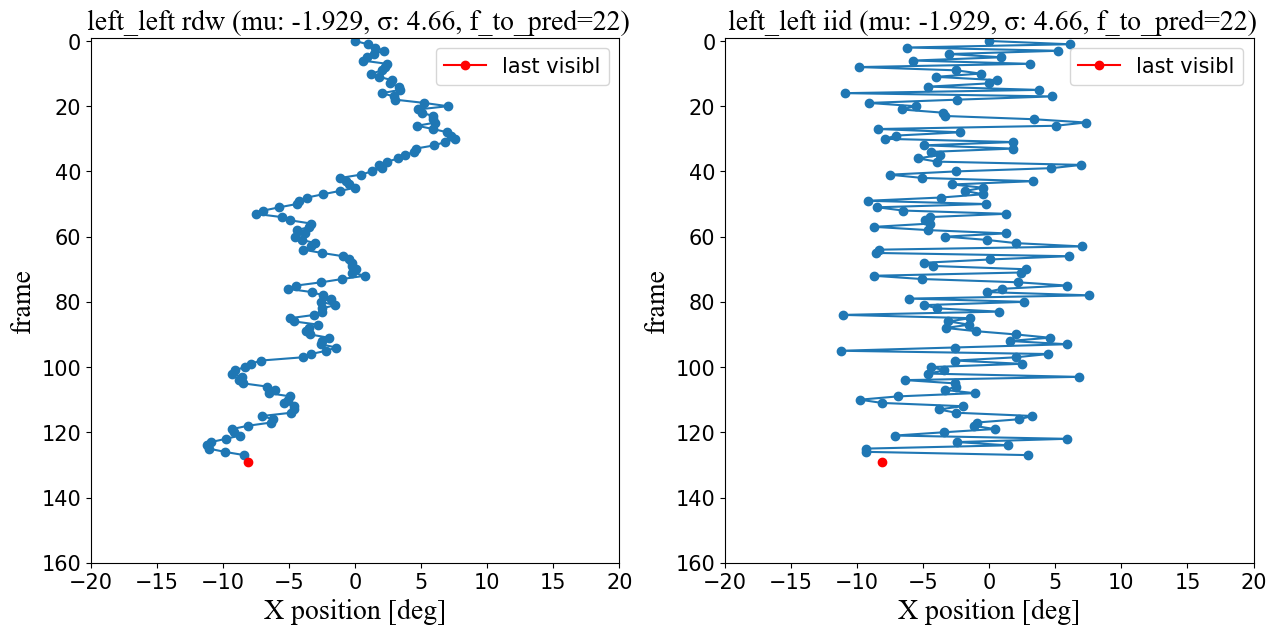 left_left rdw (mu: -1.929, σ: 4.66, f_to_pred=22)
last visibl
0
20
40
60
80
100
120
140
160
frame
−20 −15 −10 −5 0 5 10 15 20
X position [deg]
left_left iid (mu: -1.929, σ: 4.66, f_to_pred=22)
last visibl
0
20
40
60
80
100
120
140
160
frame
−20 −15 −10 −5 0 5 10 15 20
X position [deg]